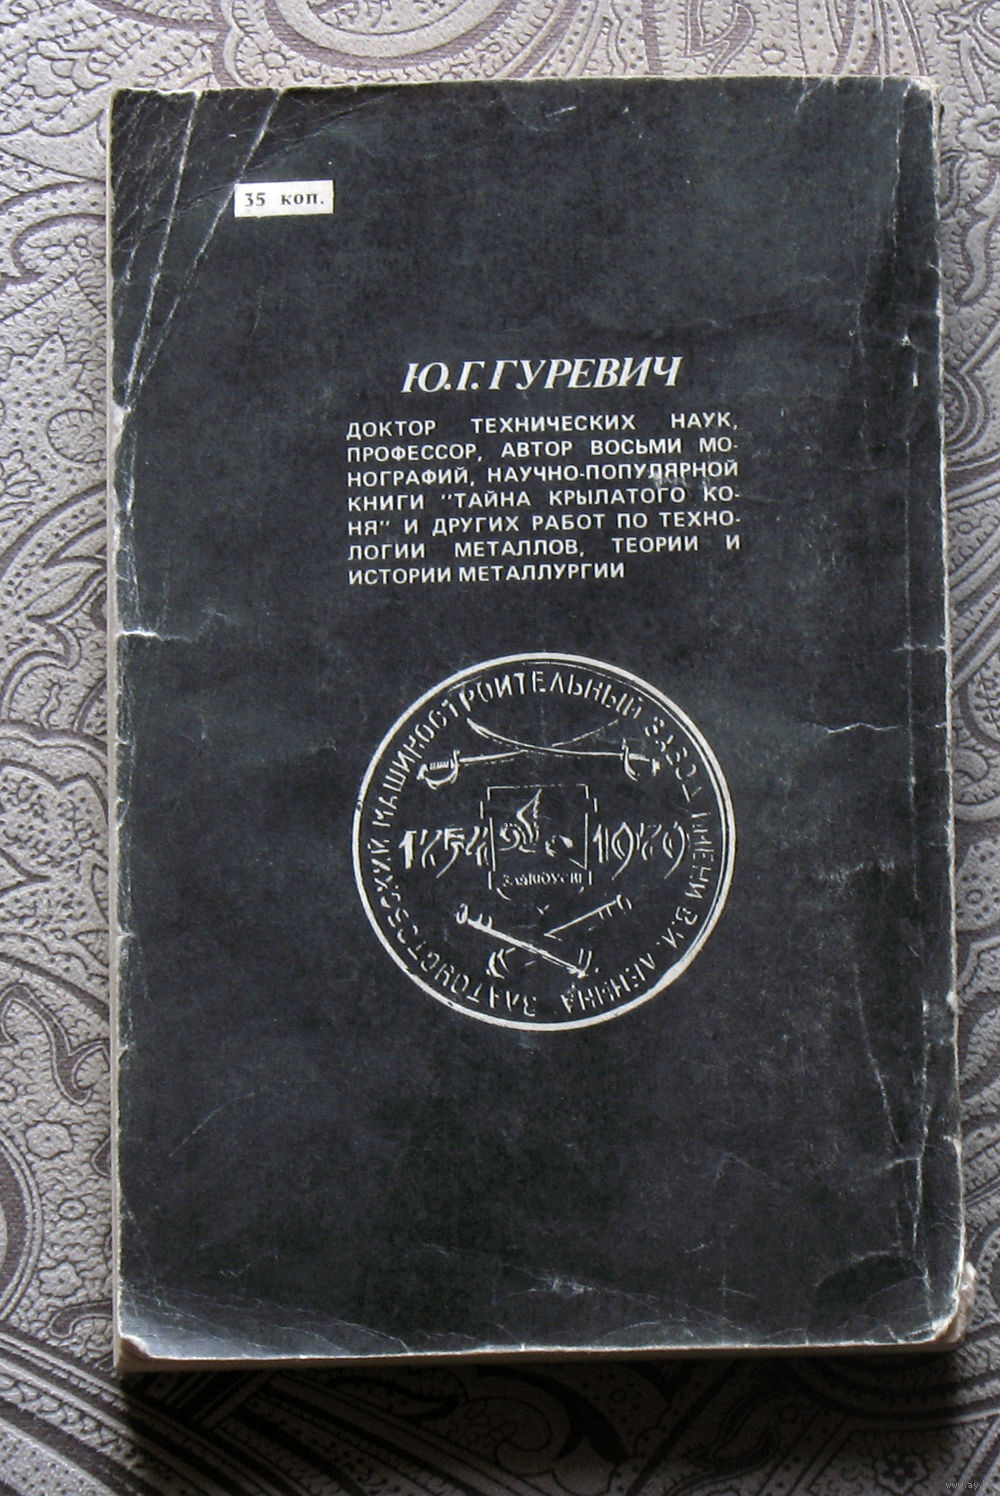 35 коп.
Ю.Г.ГУРЕВИЧ
ДОКТОР ТЕХНИЧЕСКИХ НАУК,
ПРОФЕССОР, АВТОР ВОСЬМИ МО-
НОГРАФИЙ, НАУЧНО-ПОПУЛЯРНОЙ
КНИГИ "ТАЙНА КРЫЛАТОГО КО-
НЯ" И ДРУГИХ РАБОТ ПО ТЕХНО-
ЛОГИИ МЕТАЛЛОВ, ТЕОРИИ И
ИСТОРИИ МЕТАЛЛУРГИИ
ЗЛАТОУСТОВСКИЙ МАШИНОСТРОИТЕЛЬНЫЙ ЗАВОД ИМЕНИ В.И. ЛЕНИНА
1754 1979